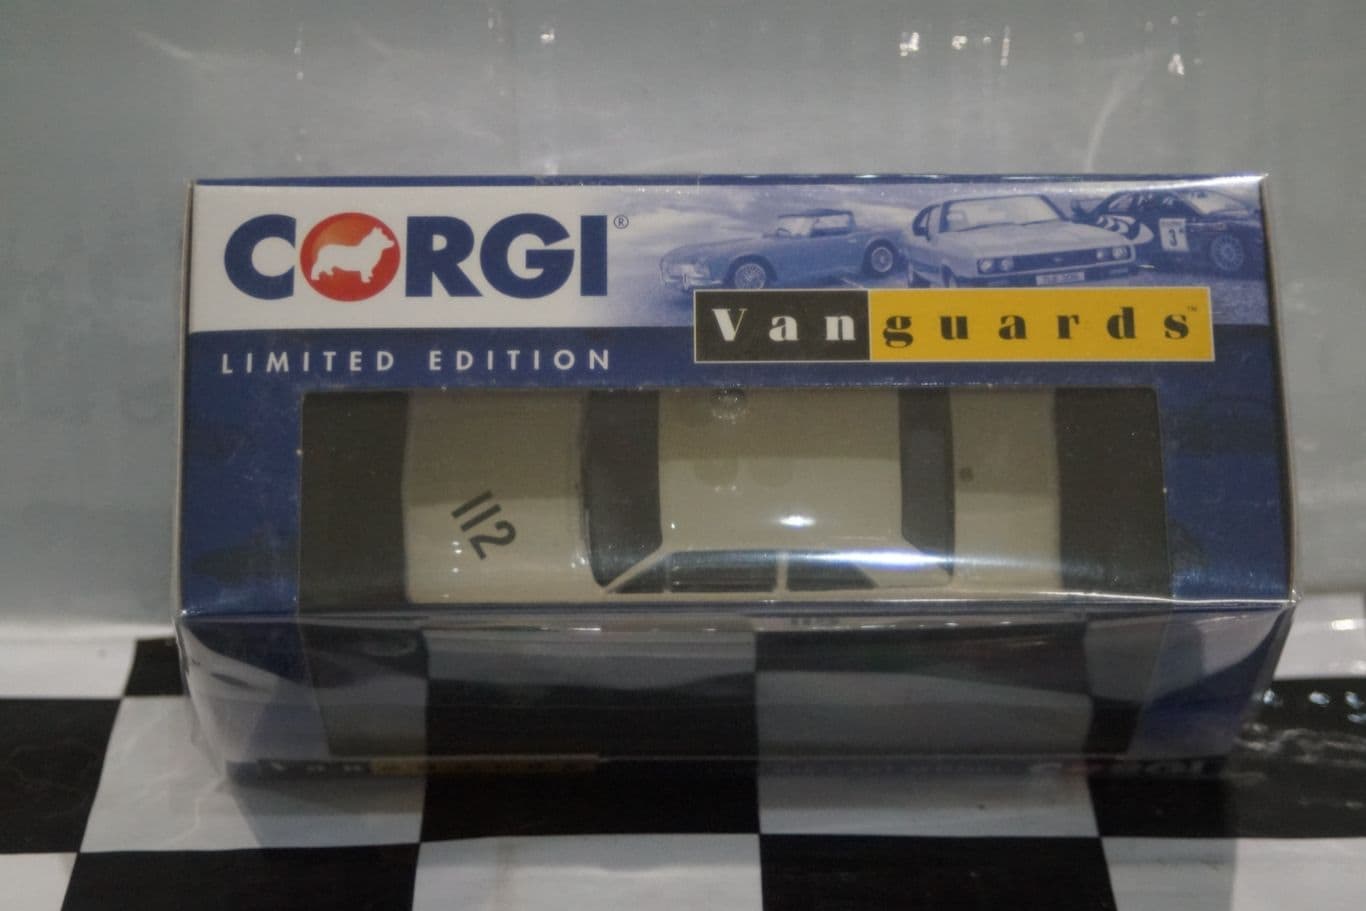 CORGI®
Vanguards™
LIMITED EDITION
112